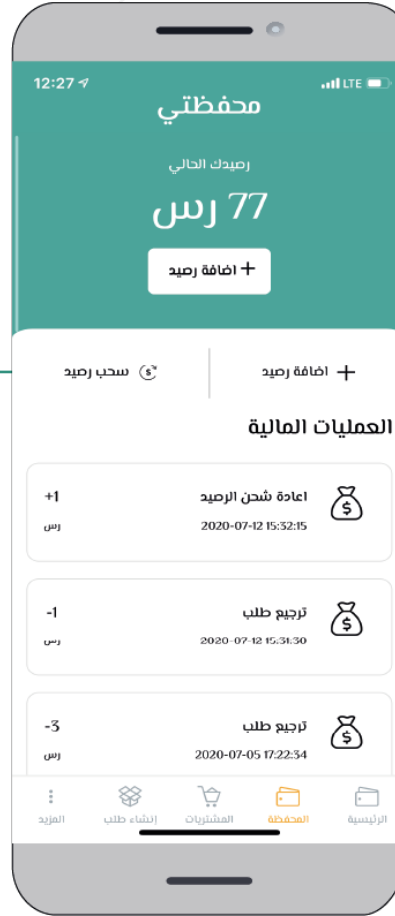 12:27
LTE
محفظتي
رصيدك الحالي
77 رس
+ اضافة رصيد
+ اضافة رصيد
سحب رصيد
العمليات المالية
اعادة شحن الرصيد
+1
2020-07-12 15:32:15
رس
ترجيع طلب
-1
2020-07-12 15:31:30
رس
ترجيع طلب
-3
2020-07-05 17:22:34
رس
الرئيسية
المحفظة
المشتريات
إنشاء طلب
المزيد